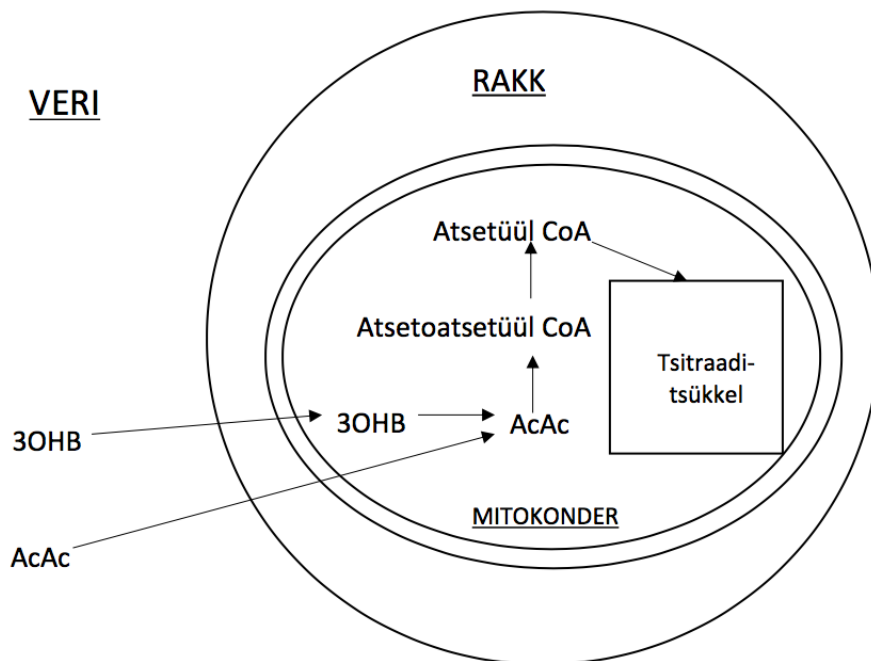 VERI
RAKK
Atsetüül CoA
Atsetoatsetüül CoA
Tsitraadi-
tsükkel
3OHB
3OHB
AcAc
MITOKONDER
AcAc